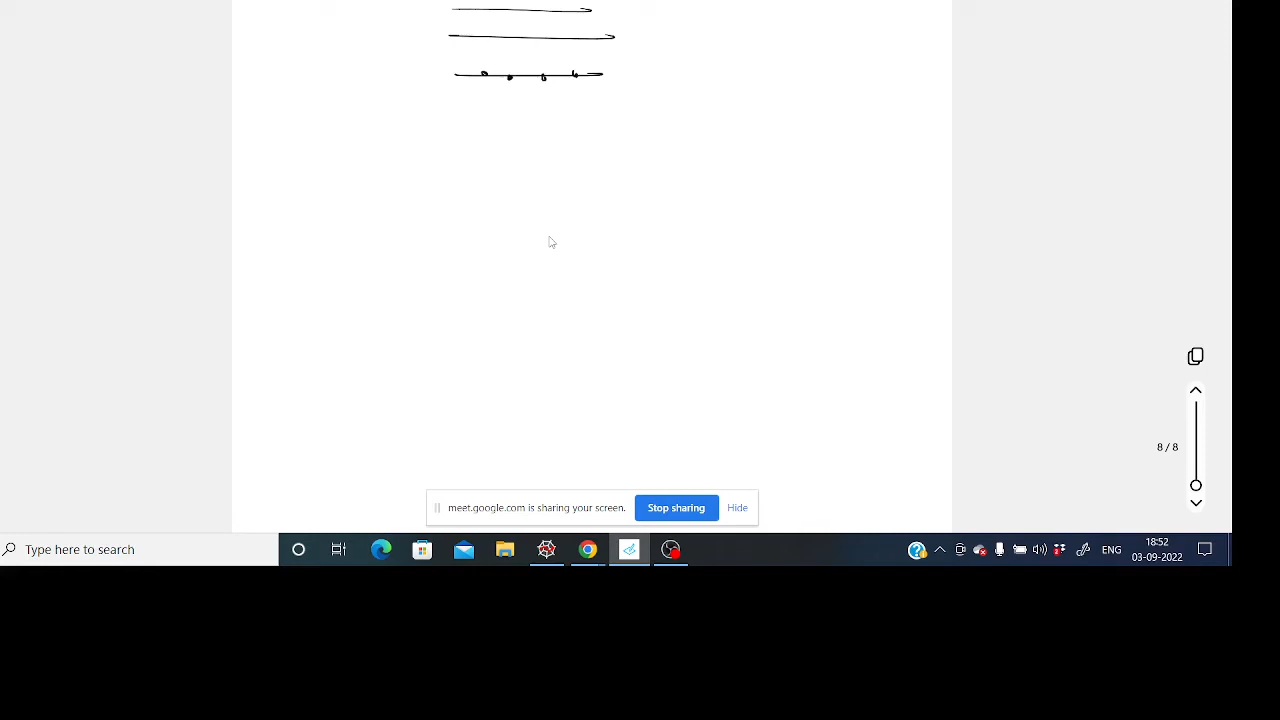 8 / 8
meet.google.com is sharing your screen. Stop sharing Hide
Type here to search
ENG
18:52
03-09-2022